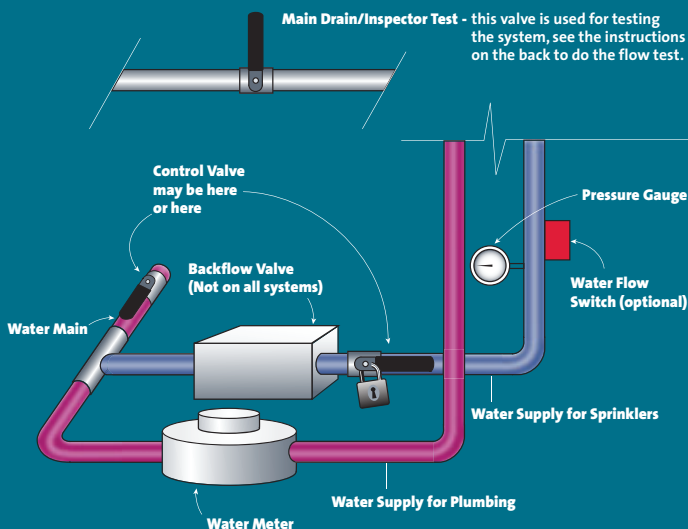 Main Drain/Inspector Test - this valve is used for testing
the system, see the instructions
on the back to do the flow test.
Control Valve
may be here
or here
Pressure Gauge
Backflow Valve
(Not on all systems)
Water Flow
Switch (optional)
Water Main
Water Supply for Sprinklers
Water Supply for Plumbing
Water Meter